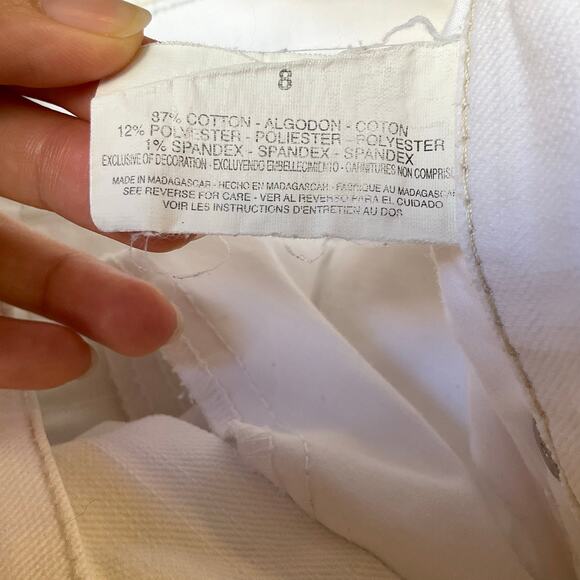 8
87% COTTON - ALGODON - COTON
12% POLYESTER - POLIESTER - POLYESTER
1% SPANDEX - SPANDEX - SPANDEX
EXCLUSIVE OF DECORATION - EXCLUYENDO EMBELLECIMIENTO - GARNITURES NON COMPRIS
MADE IN MADAGASCAR - HECHO EN MADAGASCAR - FABRIQUE AU MADAGASCA
SEE REVERSE FOR CARE - VER AL REVERSO PARA EL CUIDADO
VOIR LES INSTRUCTIONS D'ENTRETIEN AU DOS